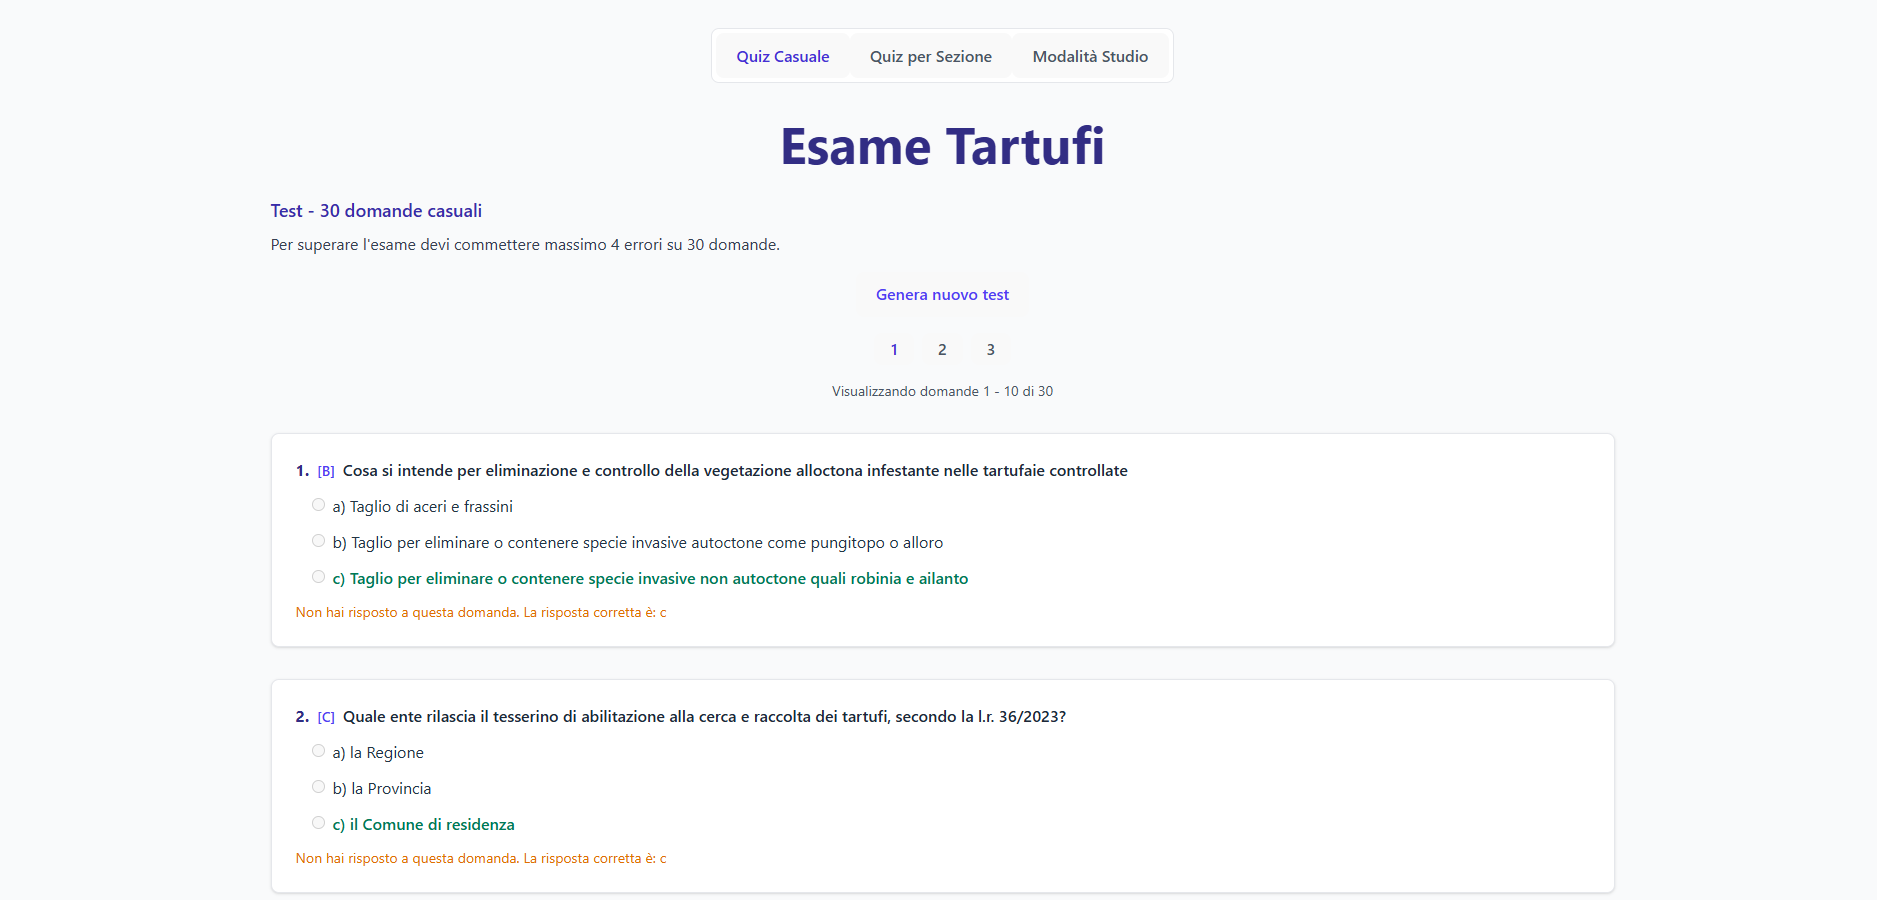 Quiz Casuale Quiz per Sezione Modalità Studio
Esame Tartufi
Test - 30 domande casuali
Per superare l'esame devi commettere massimo 4 errori su 30 domande.
Genera nuovo test
1 2 3
Visualizzando domande 1 - 10 di 30
1. [B] Cosa si intende per eliminazione e controllo della vegetazione alloctona infestante nelle tartufaie controllate
a) Taglio di aceri e frassini
b) Taglio per eliminare o contenere specie invasive autoctone come pungitopo o alloro
c) Taglio per eliminare o contenere specie invasive non autoctone quali robinia e ailanto
Non hai risposto a questa domanda. La risposta corretta è: c
2. [C] Quale ente rilascia il tesserino di abilitazione alla cerca e raccolta dei tartufi, secondo la l.r. 36/2023?
a) la Regione
b) la Provincia
c) il Comune di residenza
Non hai risposto a questa domanda. La risposta corretta è: c